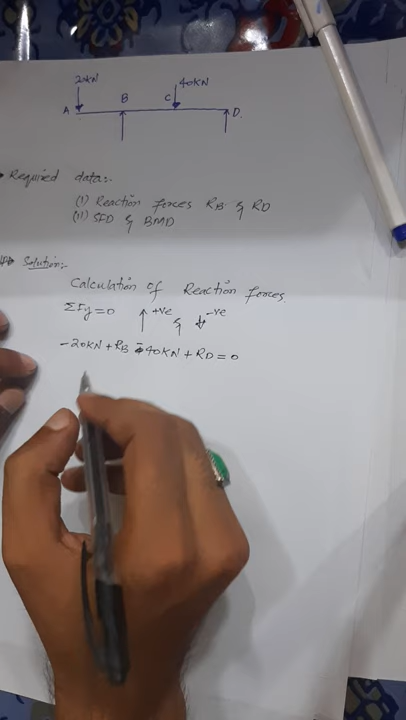 20KN
40KN
A B C D.
Required data:-
(i) Reaction forces RB & RD
(ii) SFD & BMD
Solution:-
Calculation of Reaction forces.
ΣFy=0 ↑+ve & ↓-ve
-20KN+RB-40KN+RD=0